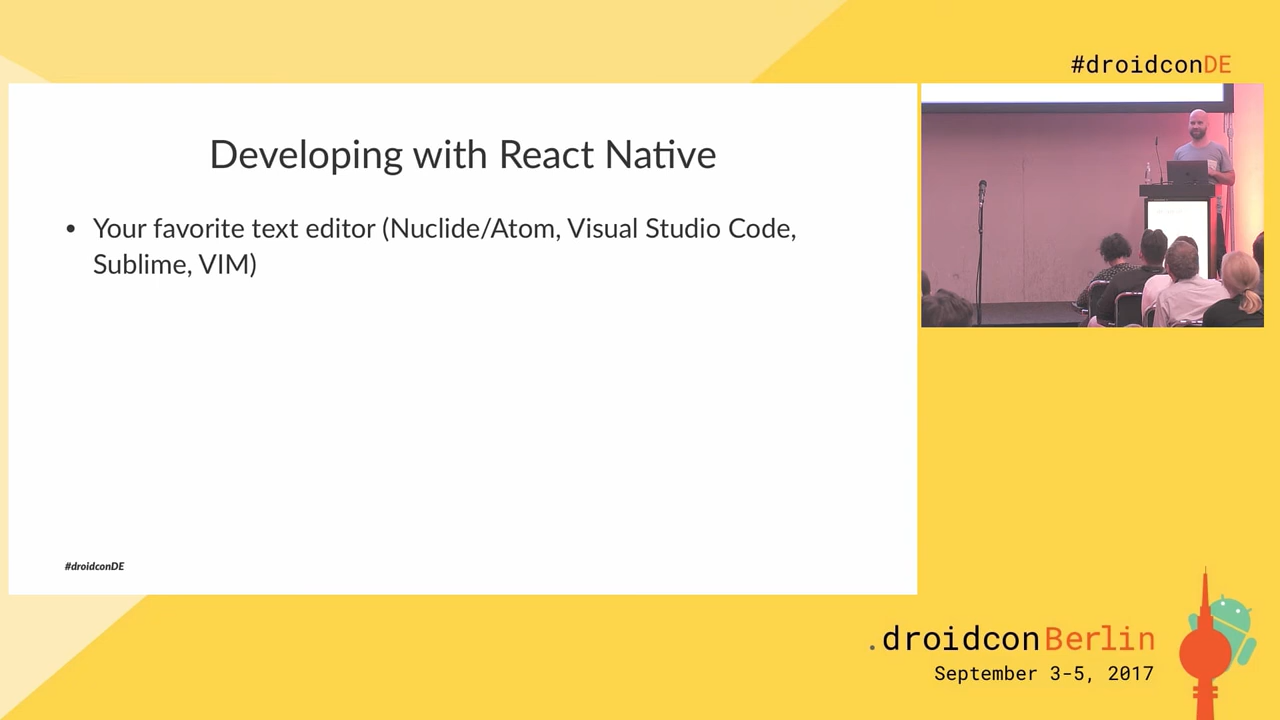 #droidconDE
Developing with React Native
• Your favorite text editor (Nuclide/Atom, Visual Studio Code,
Sublime, VIM)
#droidconDE
.droidconBerlin
September 3-5, 2017